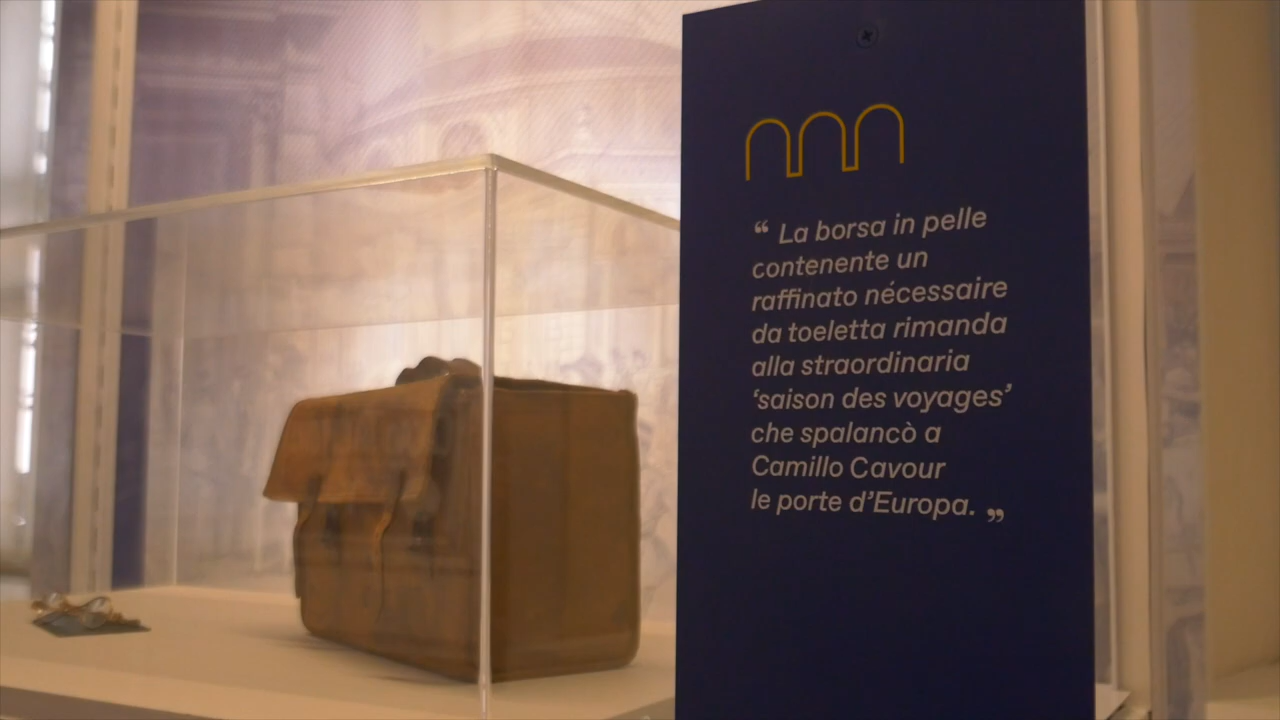 “ La borsa in pelle
contenente un
raffinato nécessaire
da toeletta rimanda
alla straordinaria
‘saison des voyages’
che spalancò a
Camillo Cavour
le porte d’Europa. ”